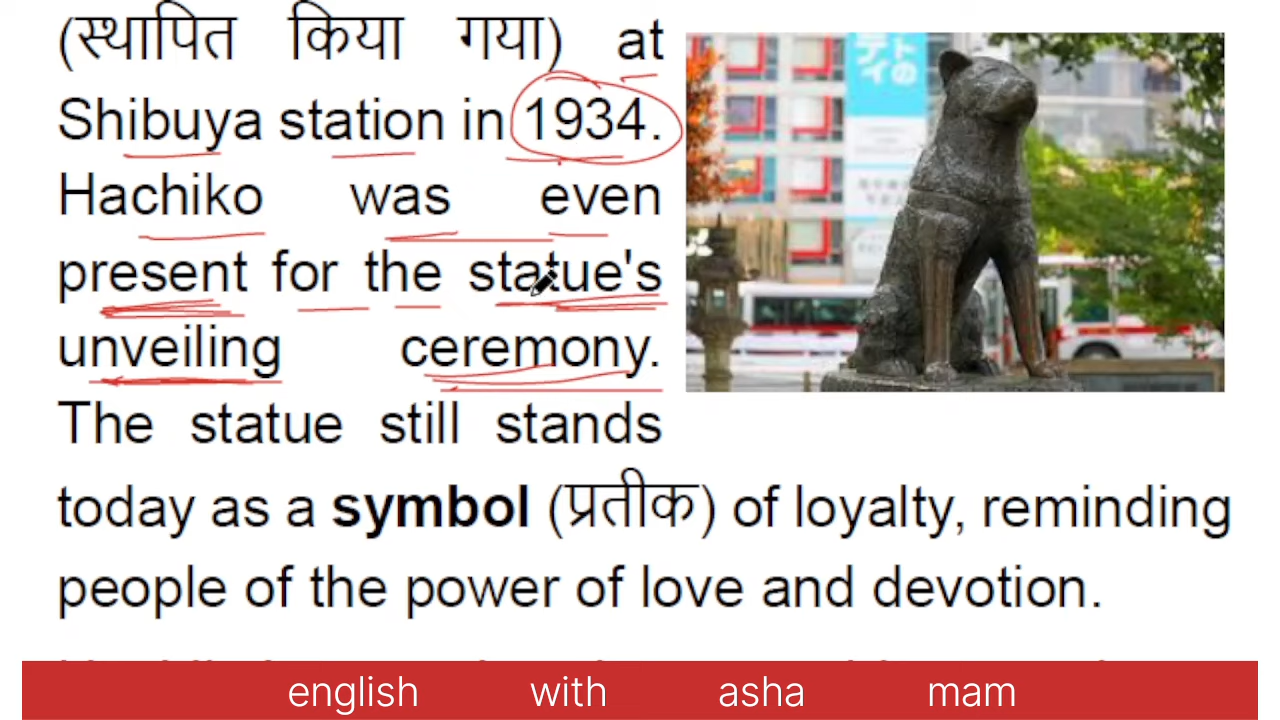 (स्थापित किया गया) at
Shibuya station in 1934.
Hachiko was even
present for the statue's
unveiling ceremony.
The statue still stands
today as a symbol (प्रतीक) of loyalty, reminding
people of the power of love and devotion.
english with asha mam